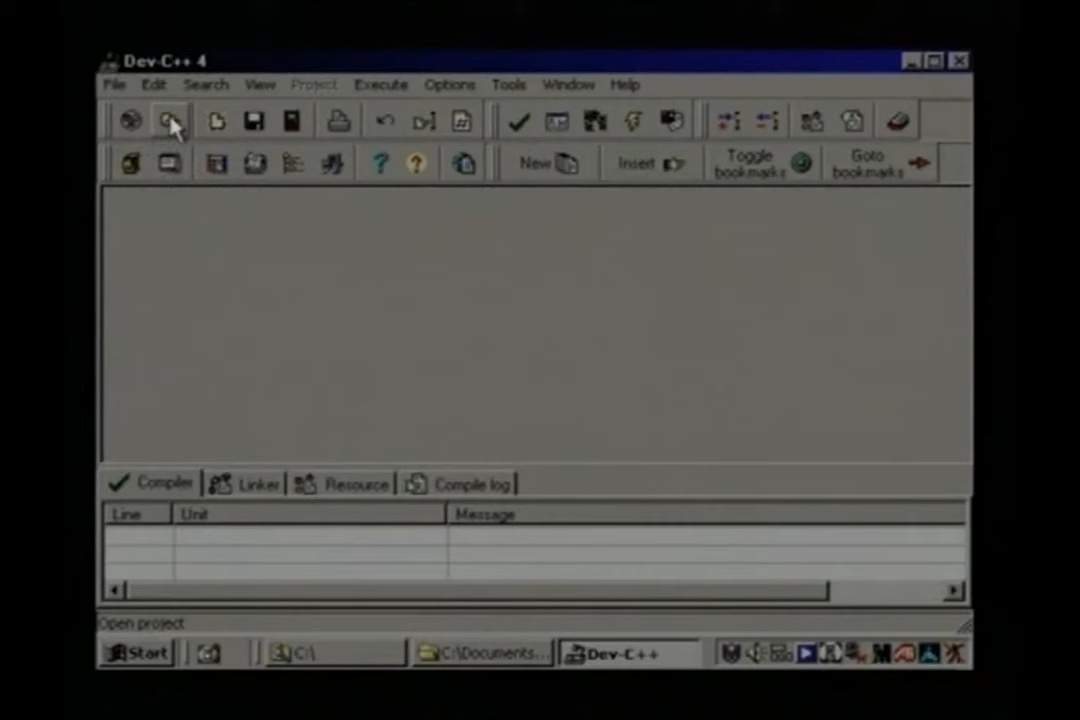 Dev-C++ 4
File Edit Search View Project Execute Options Tools Window Help
New Insert Toggle bookmarks Goto bookmarks
Compiler Linker Resource Compile log
Line Unit Message
Open project
Start C:\ C:\Documents... Dev-C++